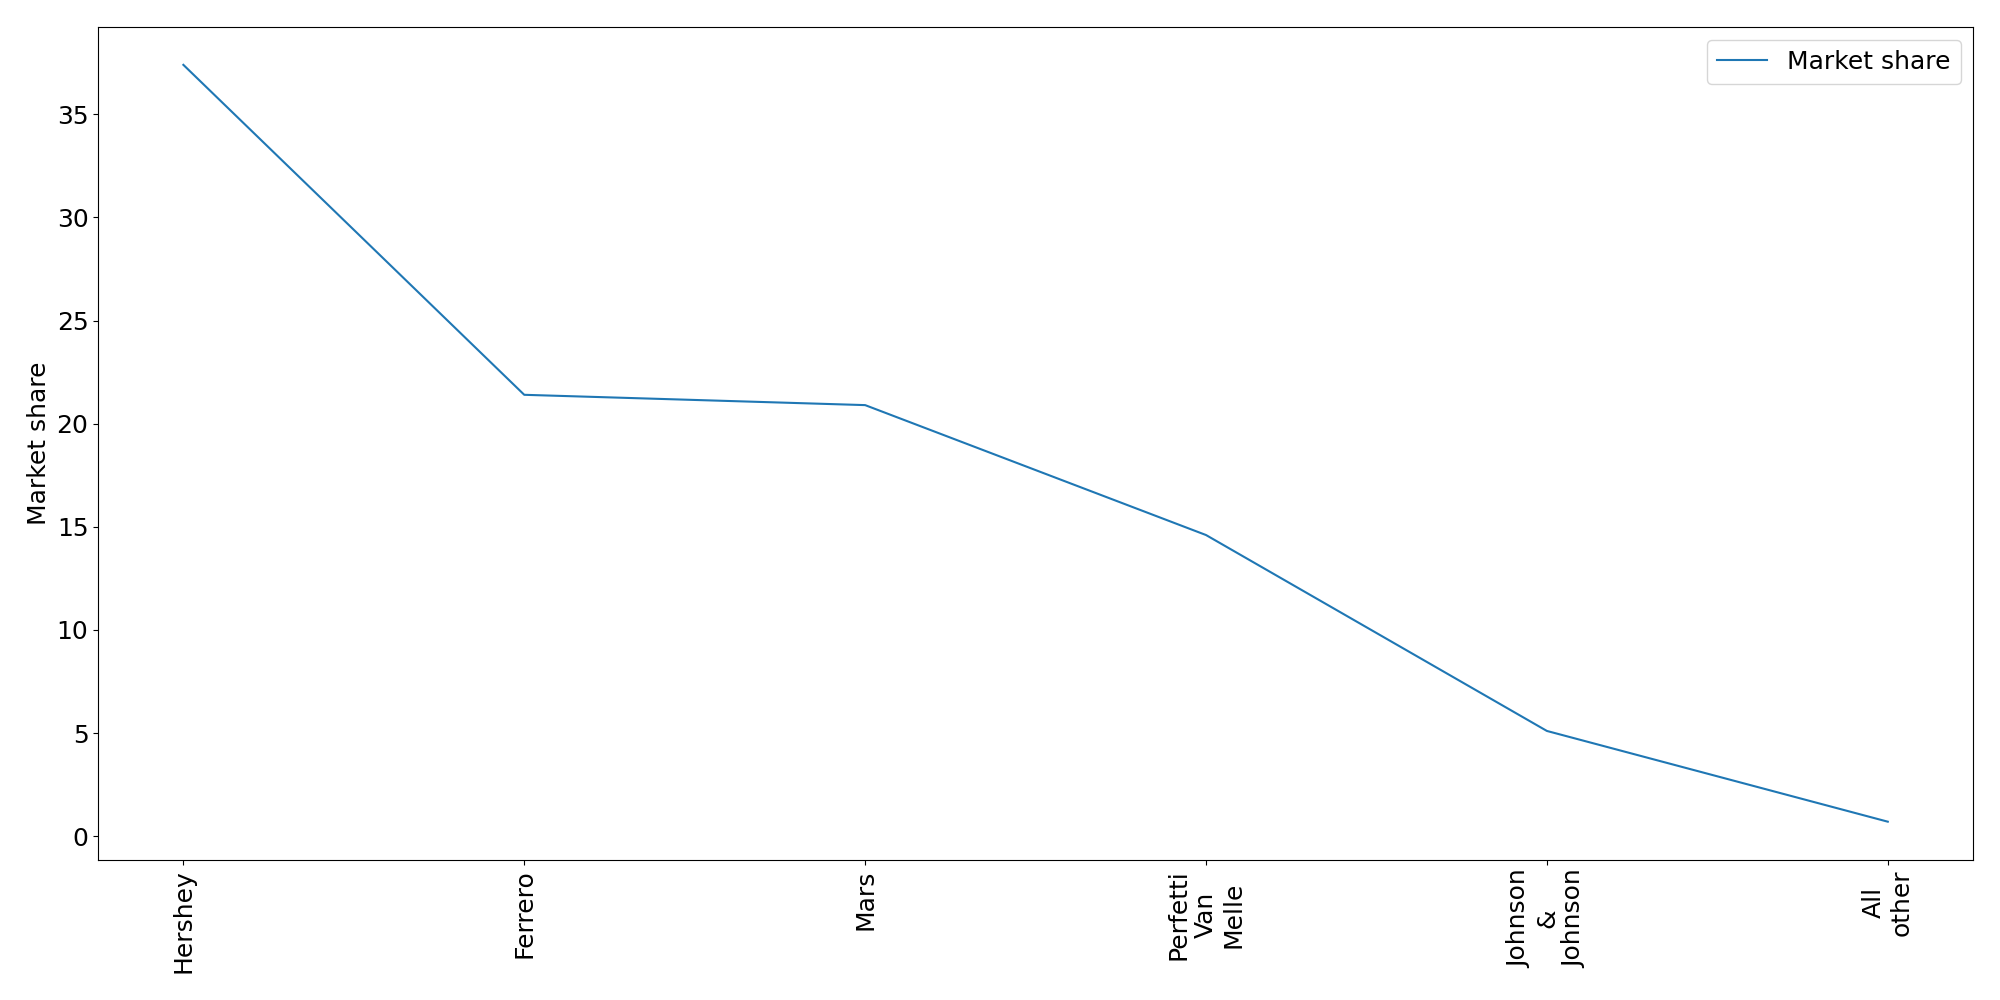 Market share
35
30
25
20
15
10
5
0
Market share
Hershey
Ferrero
Mars
Perfetti
Van
Melle
Johnson
&
Johnson
All
other